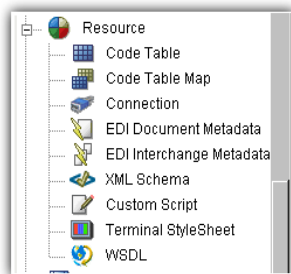 Resource
Code Table
Code Table Map
Connection
EDI Document Metadata
EDI Interchange Metadata
XML Schema
Custom Script
Terminal StyleSheet
WSDL